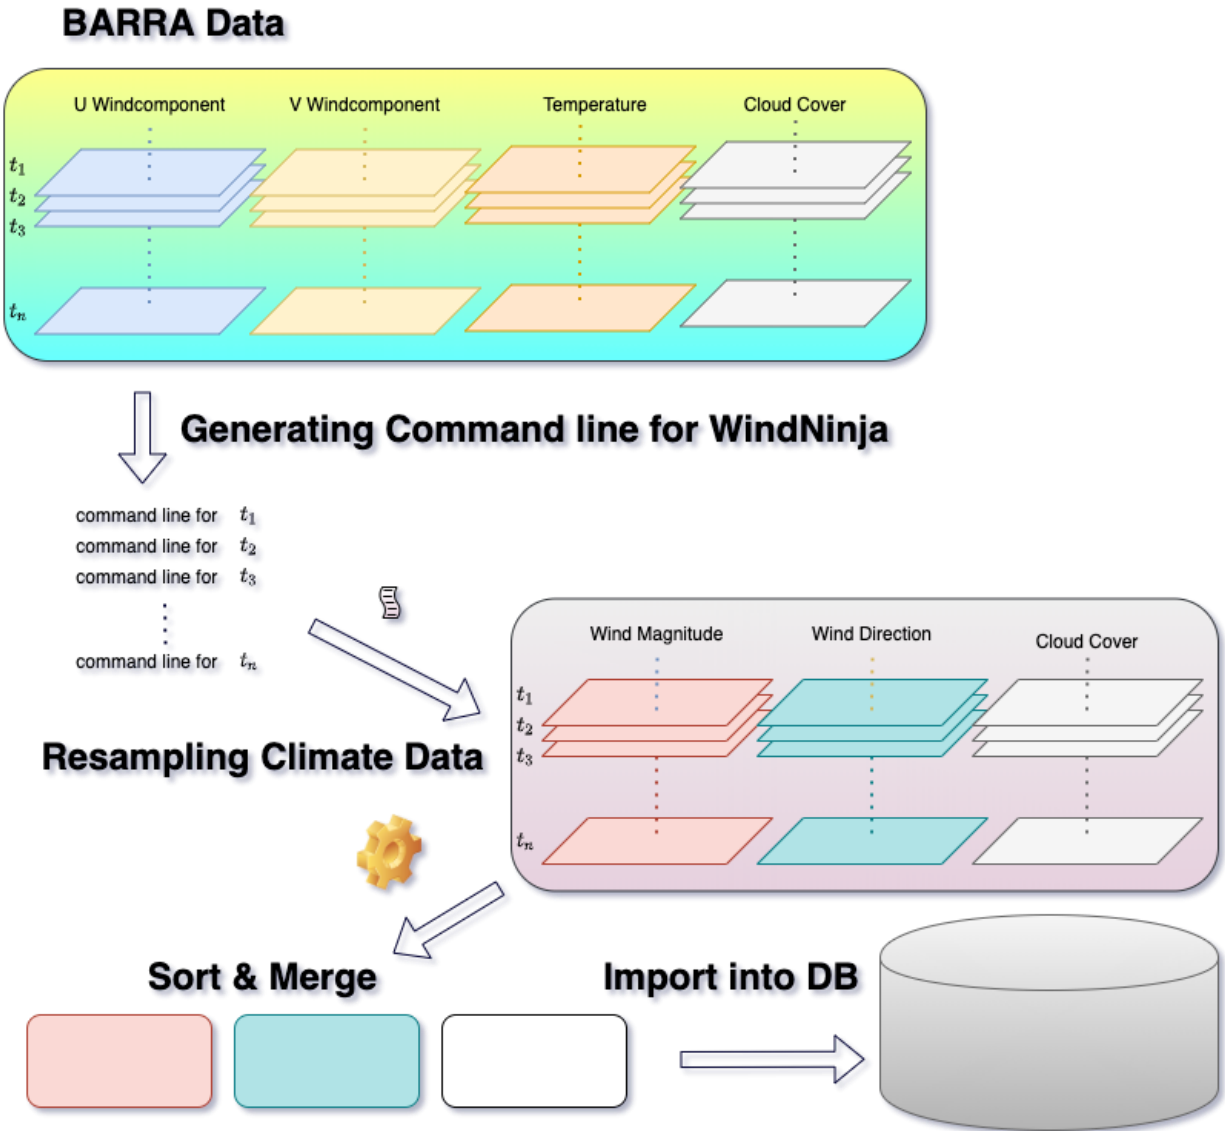 BARRA Data
U Windcomponent V Windcomponent Temperature Cloud Cover
t1
t2
t3
tn
Generating Command line for WindNinja
command line for t1
command line for t2
command line for t3
command line for tn
Wind Magnitude Wind Direction Cloud Cover
t1
t2
t3
tn
Resampling Climate Data
Sort & Merge
Import into DB